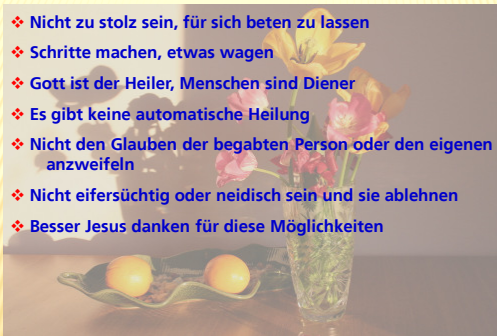 ❖ Nicht zu stolz sein, für sich beten zu lassen
❖ Schritte machen, etwas wagen
❖ Gott ist der Heiler, Menschen sind Diener
❖ Es gibt keine automatische Heilung
❖ Nicht den Glauben der begabten Person oder den eigenen
anzweifeln
❖ Nicht eifersüchtig oder neidisch sein und sie ablehnen
❖ Besser Jesus danken für diese Möglichkeiten